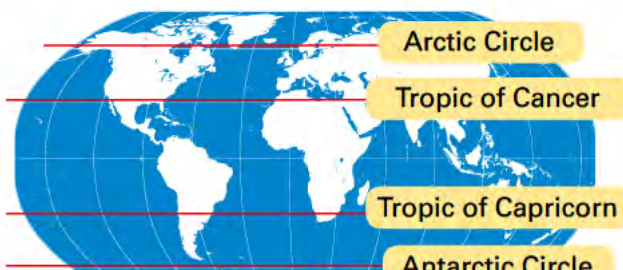 Arctic Circle
Tropic of Cancer
Tropic of Capricorn
Antarctic Circle